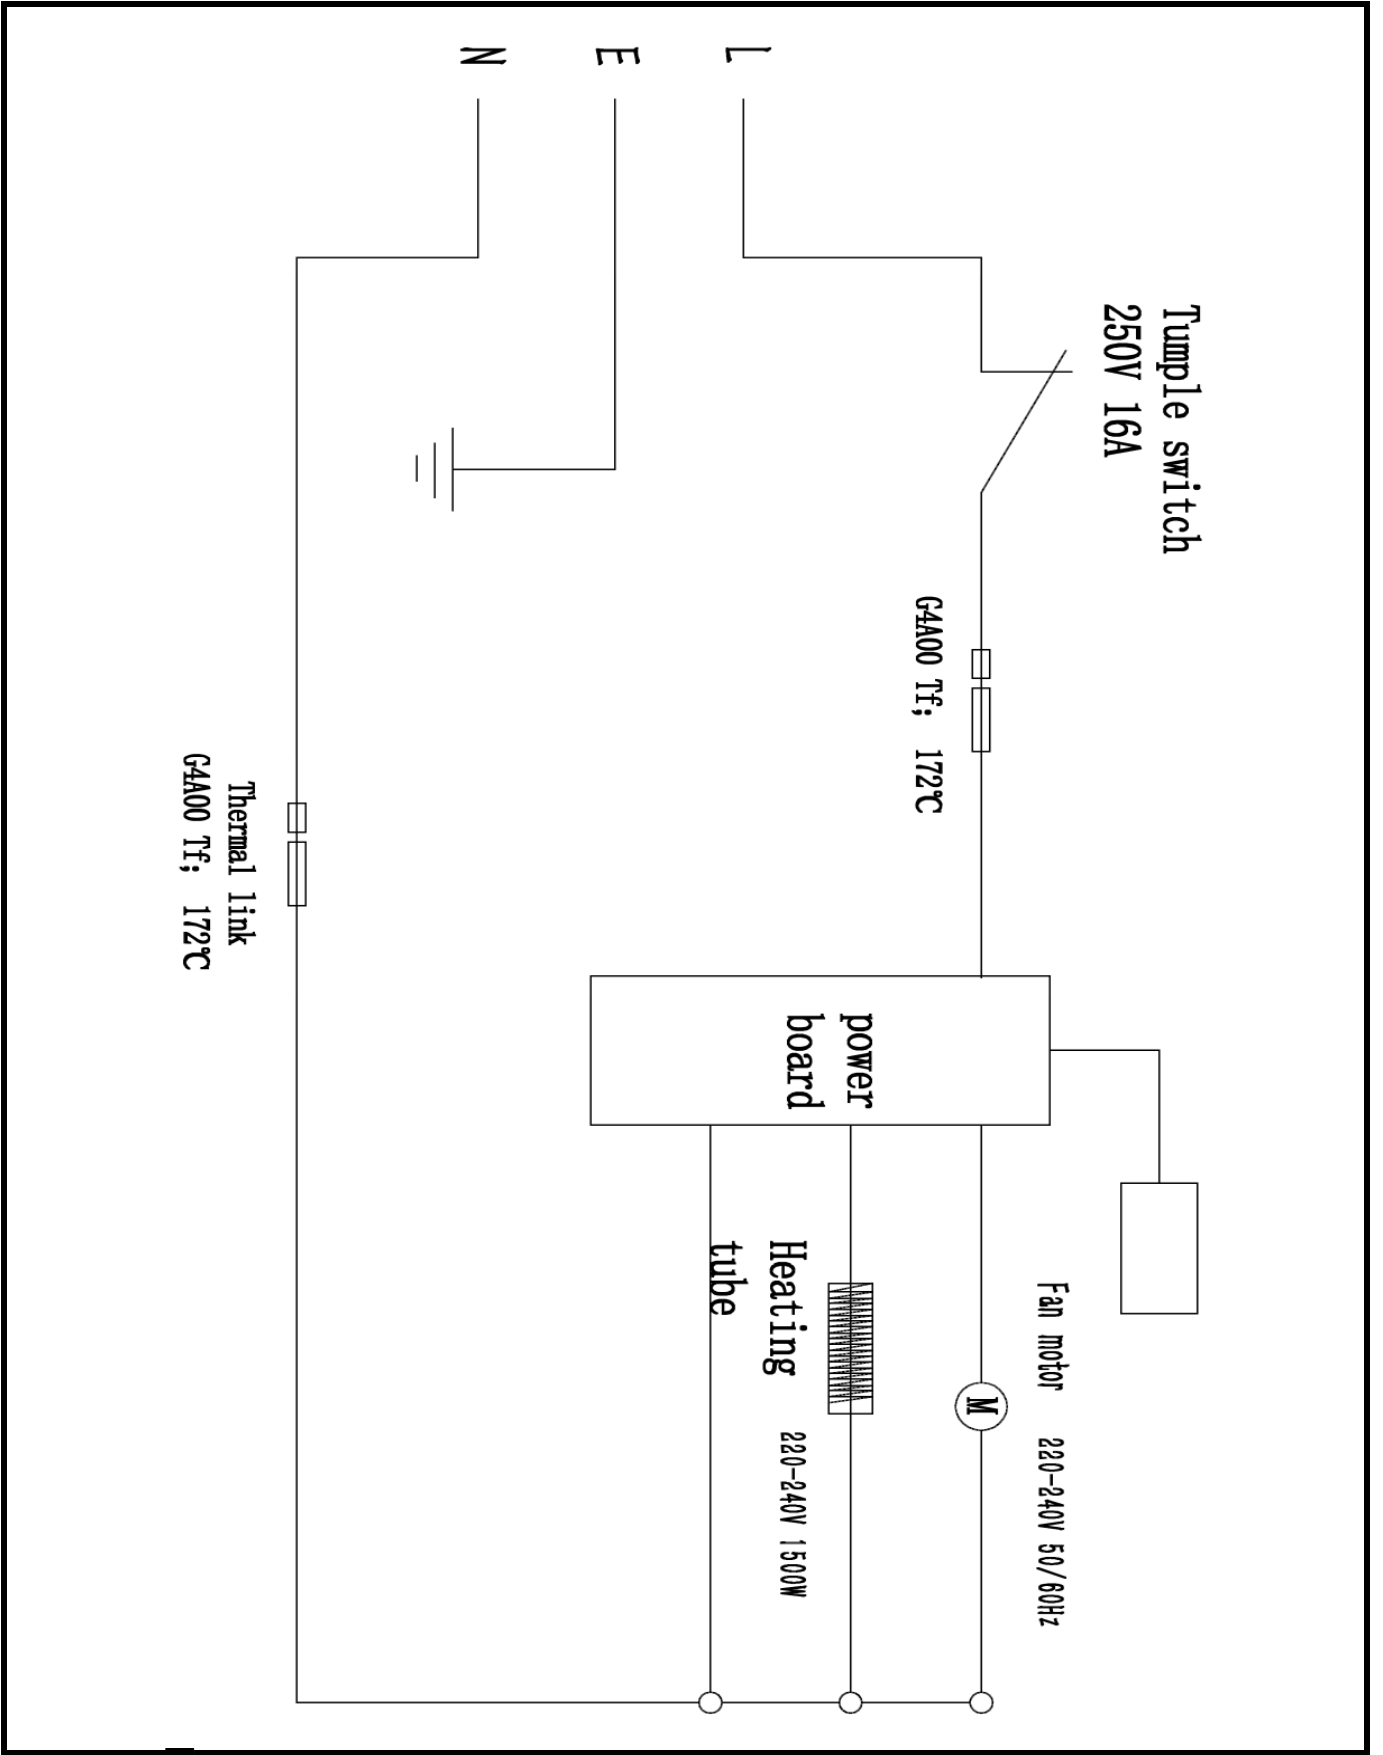 Tumple switch
250V 16A
L
E
N
G4A00 Tf; 172℃
Fan motor 220-240V 50/60Hz
M
power
board
Heating 220-240V 1500W
tube
Thermal link
G4A00 Tf; 172℃